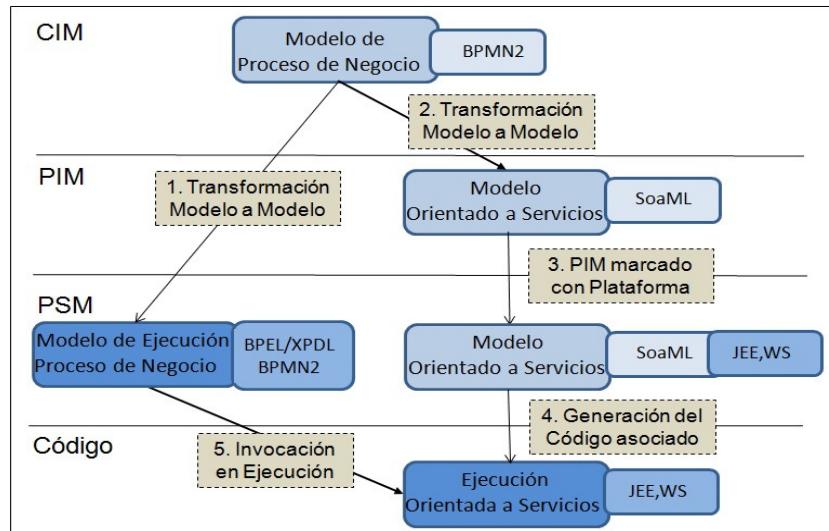 CIM
Modelo de
Proceso de Negocio
BPMN2
2. Transformación
Modelo a Modelo
PIM
1. Transformación
Modelo a Modelo
Modelo
Orientado a Servicios
SoaML
3. PIM marcado
con Plataforma
PSM
Modelo de Ejecución
Proceso de Negocio
BPEL/XPDL
BPMN2
Modelo
Orientado a Servicios
SoaML
JEE,WS
4. Generación del
Código asociado
Código
5. Invocación
en Ejecución
Ejecución
Orientada a Servicios
JEE,WS